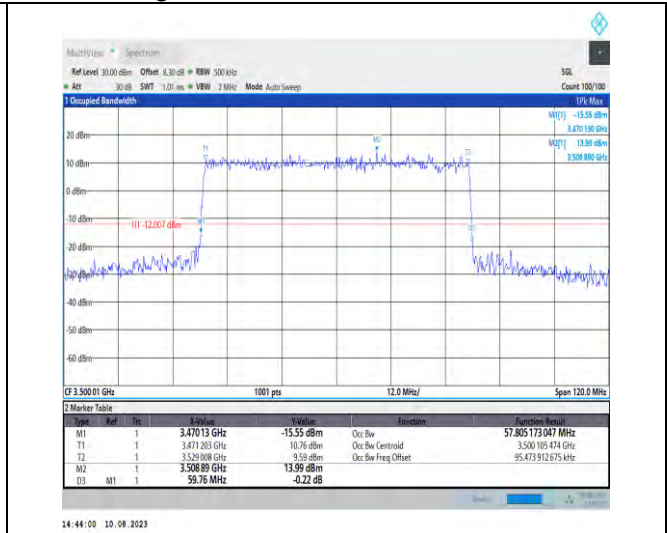 MultiView Spectrum
Ref Level 30.00 dBm Offset 8.30 dB RBW 500 kHz SGL
Att 30 dB SWT 1.01 ms VBW 2 MHz Mode Auto Sweep Count 100/100
1 Occupied Bandwidth 1Pk Max
M1[1] -15.55 dBm
3.470 130 GHz
M2[1] 13.99 dBm
3.508 890 GHz
20 dBm
T1
M2
T2
10 dBm
0 dBm
-10 dBm
H1 -12.007 dBm
M1
D3
-20 dBm
-30 dBm
-40 dBm
-50 dBm
-60 dBm
CF 3.500 01 GHz 1001 pts 12.0 MHz/ Span 120.0 MHz
2 Marker Table
Type Ref Trc X-Value Y-Value Function Function Result
M1 1 3.470 13 GHz -15.55 dBm Occ Bw 57.805 173 047 MHz
T1 1 3.471 203 GHz 10.76 dBm Occ Bw Centroid 3.500 105 474 GHz
T2 1 3.529 008 GHz 9.59 dBm Occ Bw Freq Offset 95.473 912 675 kHz
M2 1 3.508 89 GHz 13.99 dBm
D3 M1 1 59.76 MHz -0.22 dB
14:44:00 10.08.2023